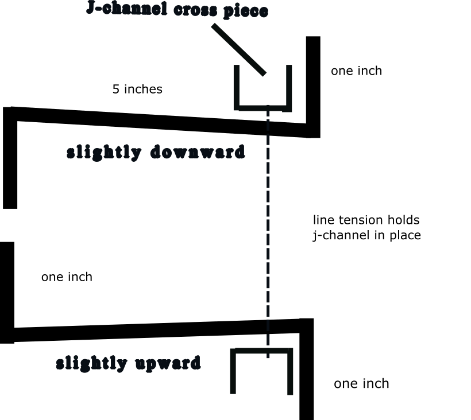 J-channel cross piece
one inch
5 inches
slightly downward
line tension holds
j-channel in place
one inch
slightly upward
one inch